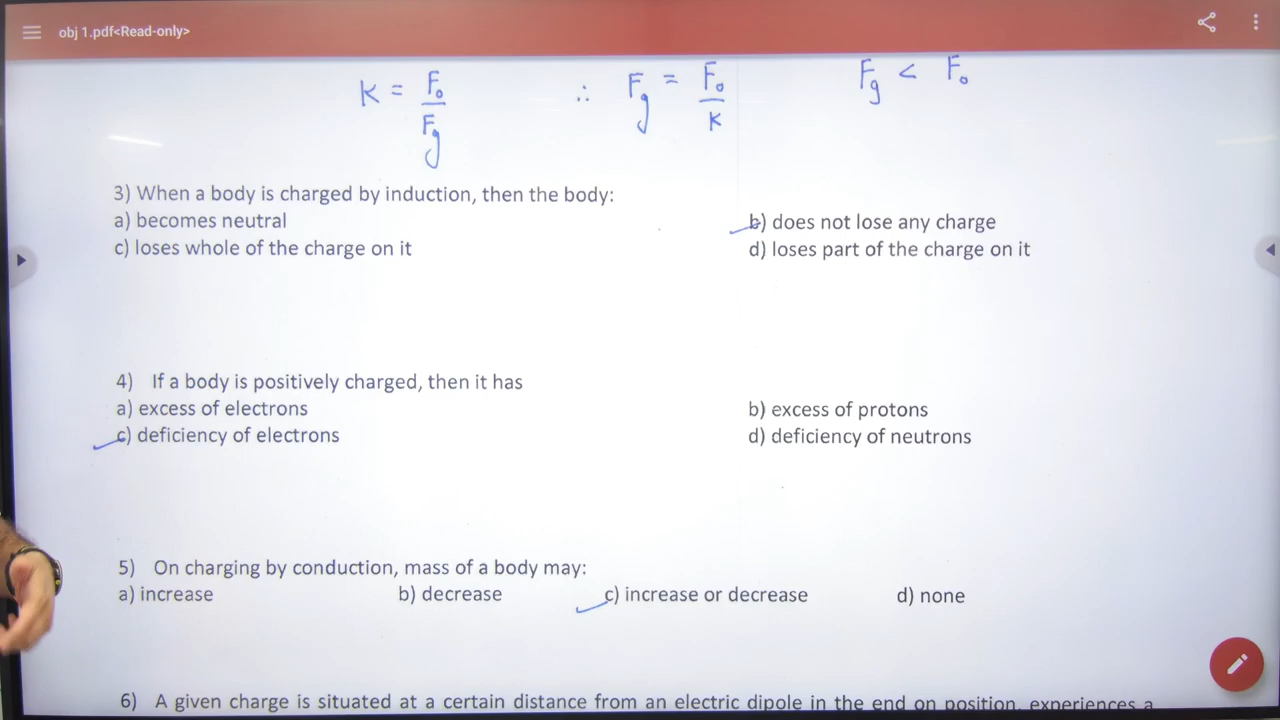 obj 1.pdf<Read-only>
K = F₀ / Fg ∴ Fg = F₀ / K Fg < F₀
3) When a body is charged by induction, then the body:
a) becomes neutral b) does not lose any charge
c) loses whole of the charge on it d) loses part of the charge on it
4) If a body is positively charged, then it has
a) excess of electrons b) excess of protons
c) deficiency of electrons d) deficiency of neutrons
5) On charging by conduction, mass of a body may:
a) increase b) decrease c) increase or decrease d) none
6) A given charge is situated at a certain distance from an electric dipole in the end on position, experiences a